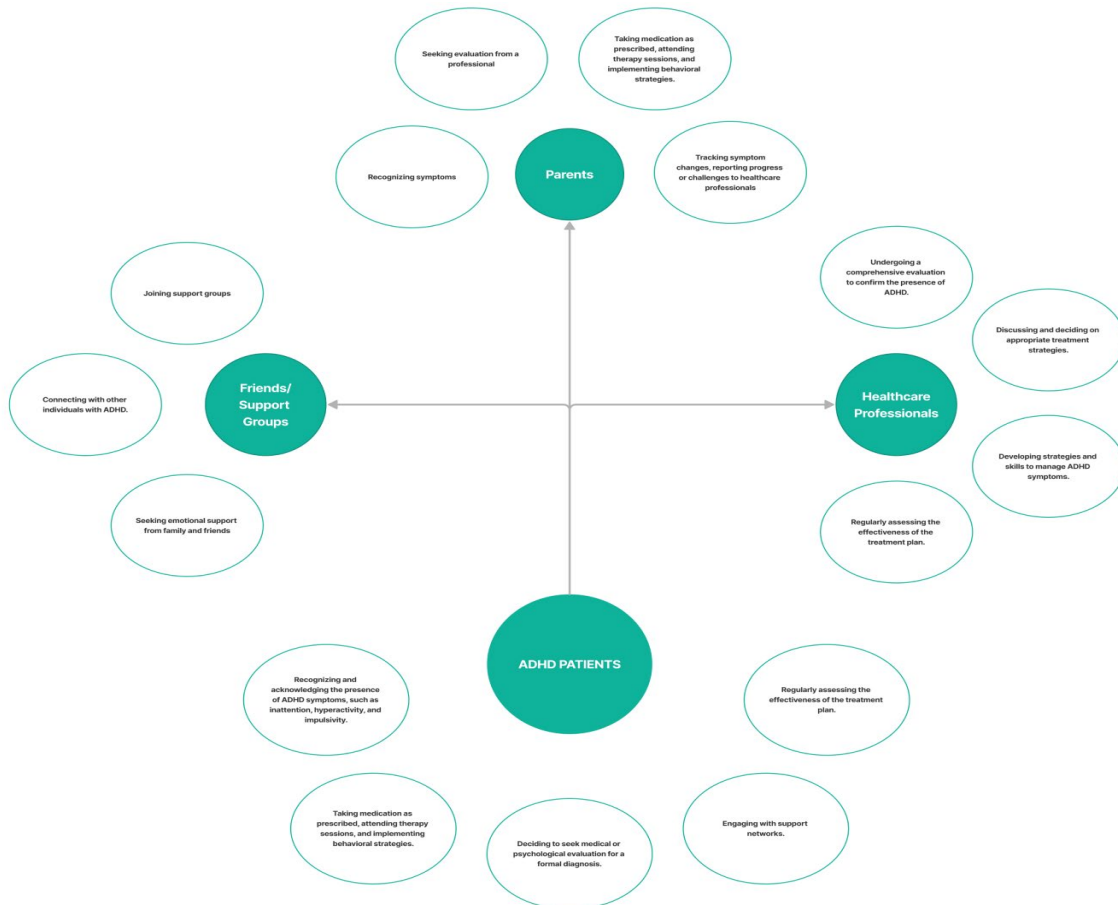 Seeking evaluation from a
professional
Taking medication as
prescribed, attending
therapy sessions, and
implementing behavioral
strategies.
Recognizing symptoms
Parents
Tracking symptom
changes, reporting progress
or challenges to healthcare
professionals
Joining support groups
Connecting with other
individuals with ADHD.
Seeking emotional support
from family and friends
Friends/
Support
Groups
Undergoing a
comprehensive evaluation
to confirm the presence of
ADHD.
Discussing and deciding on
appropriate treatment
strategies.
Healthcare
Professionals
Developing strategies and
skills to manage ADHD
symptoms.
Regularly assessing the
effectiveness of the
treatment plan.
ADHD PATIENTS
Recognizing and
acknowledging the presence
of ADHD symptoms, such as
inattention, hyperactivity, and
impulsivity.
Taking medication as
prescribed, attending therapy
sessions, and implementing
behavioral strategies.
Deciding to seek medical or
psychological evaluation for a
formal diagnosis.
Engaging with support
networks.
Regularly assessing the
effectiveness of the treatment
plan.